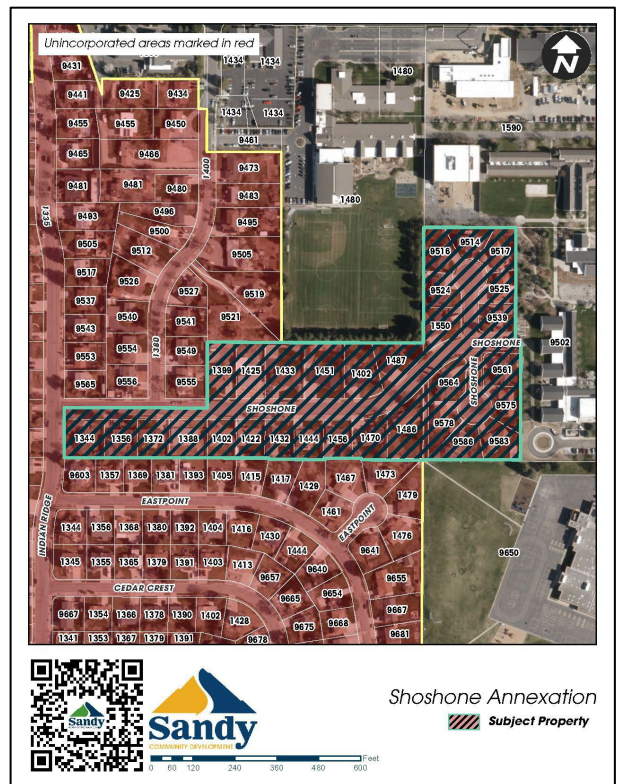 Unincorporated areas marked in red
N
9431
1434 1434
1480
9441 9425 9434
1434 1434
9455 9455 9450
9461
1590
9465 9466
1400
9473
9481 9481 9480
9483
1480
1335
9493 9496
9495
9500
9505 9512
9505
9516 9514 9517
9517 9526
9527 9519
9524 9525
9537
9540 9541 9521
1550 9539
9543
9554 9549
1380
SHOSHONE
9502
9553
1399 1425 1433 1451 1402 1487
9561
9565 9556 9555
9564
SHOSHONE
9575
SHOSHONE
1344 1356 1372 1388 1402 1422 1432 1444 1456 1470 1486 9578
9586 9583
9603 1357 1369 1381 1393 1405 1415 1417 1429 1467 1473
1479
EASTPOINT
1461
EASTPOINT
INDIAN RIDGE
1344 1356 1368 1380 1392 1404 1416 1430
1476
1444 9641
9650
1345 1355 1365 1379 1391 1403 1413
9640
9657 9655
CEDAR CREST
9665 9654
9667 1354 1366 1378 1390 1402 1428
9667
9675 9668
1341 1353 1367 1379 1391 9678 9681
Sandy
Sandy
COMMUNITY DEVELOPMENT
Shoshone Annexation
Subject Property
Feet
0 60 120 240 360 480 600